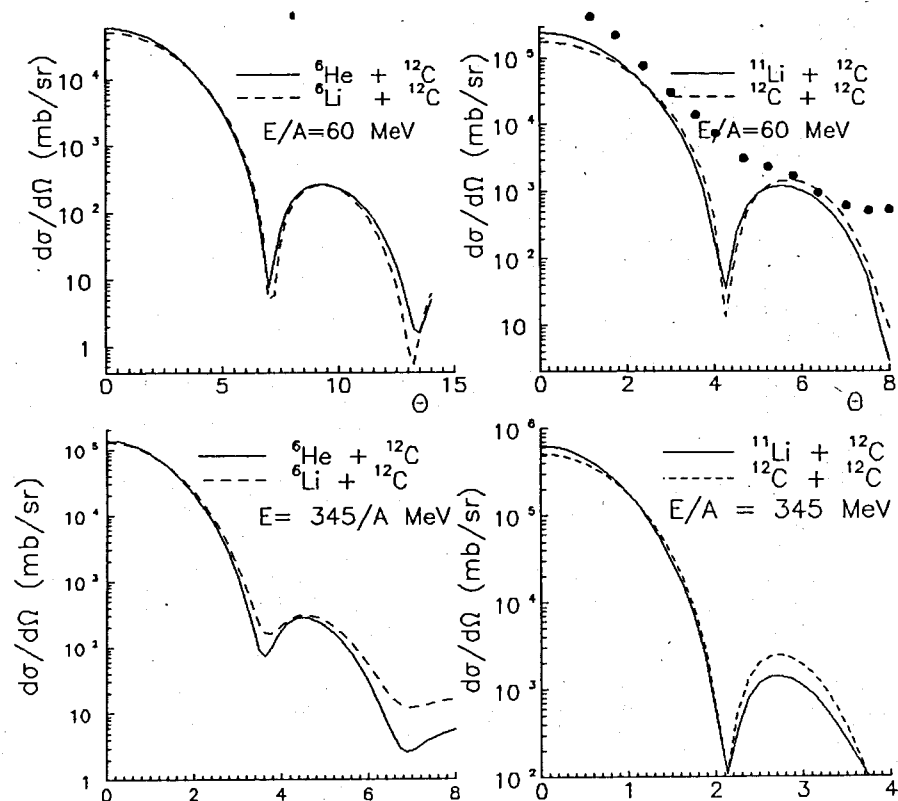 dσ/dΩ (mb/sr)
10⁴
10³
10²
10
1
⁶He + ¹²C
⁶Li + ¹²C
E/A=60 MeV
0 5 10 15
Θ
dσ/dΩ (mb/sr)
10⁵
10⁴
10³
10²
10
¹¹Li + ¹²C
¹²C + ¹²C
E/A=60 MeV
0 2 4 6 8
Θ
dσ/dΩ (mb/sr)
10⁵
10⁴
10³
10²
10
1
⁶He + ¹²C
⁶Li + ¹²C
E= 345/A MeV
0 2 4 6 8
dσ/dΩ (mb/sr)
10⁶
10⁵
10⁴
10³
10²
¹¹Li + ¹²C
¹²C + ¹²C
E/A = 345 MeV
0 1 2 3 4